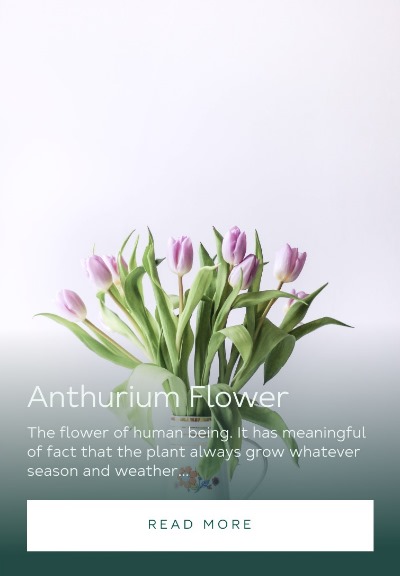 Anthurium Flower
The flower of human being. It has meaningful
of fact that the plant always grow whatever
season and weather...
READ MORE